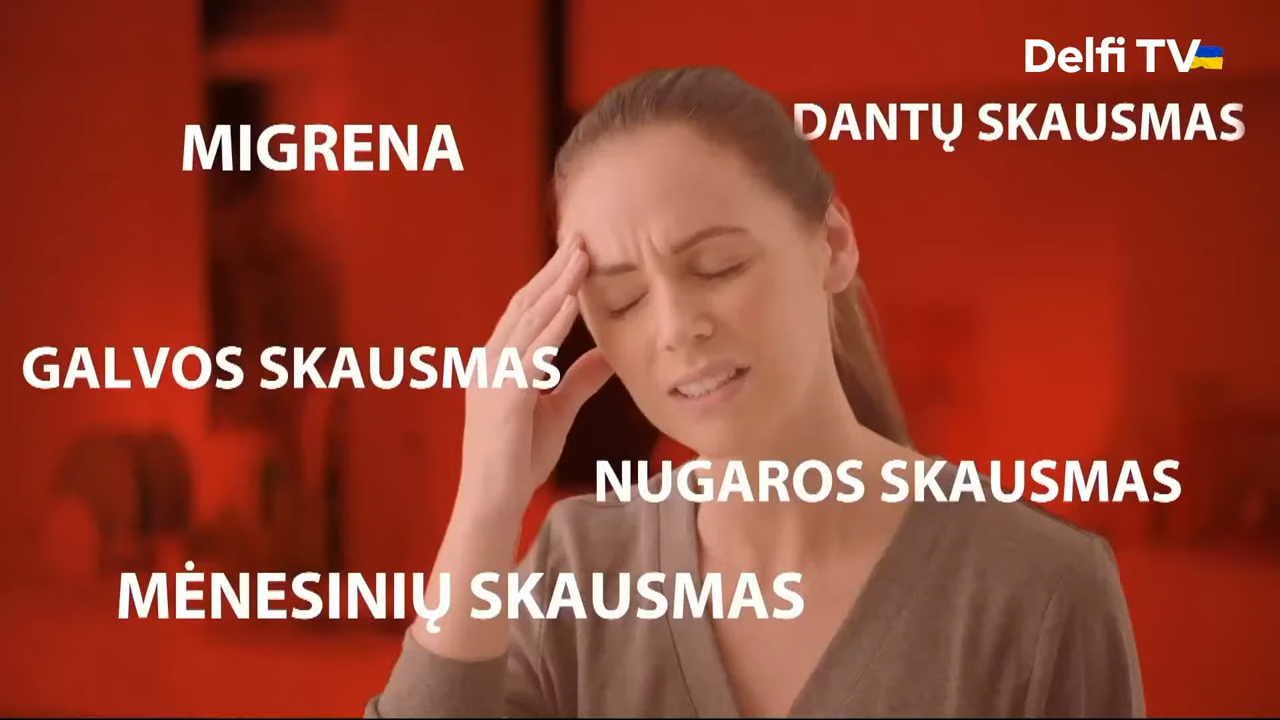 Delfi TV
DANTŲ SKAUSMAS
MIGRENA
GALVOS SKAUSMAS
NUGAROS SKAUSMAS
MĖNESINIŲ SKAUSMAS